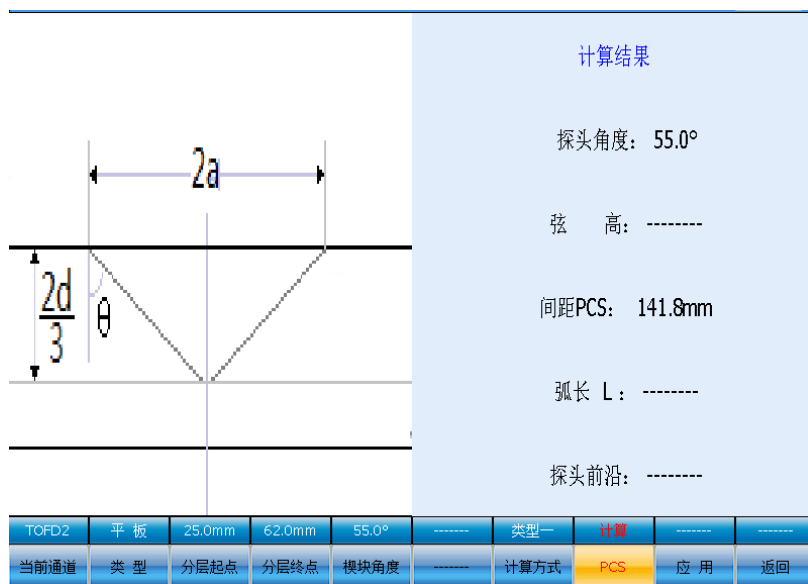 计算结果
探头角度： 55.0°
弦 高： --------
间距PCS： 141.8mm
弧长 L： --------
探头前沿： --------
2a
2d
3
θ
TOFD2 平 板 25.0mm 62.0mm 55.0° ------- 类型一 计算 ------- -------
当前通道 类 型 分层起点 分层终点 楔块角度 ------- 计算方式 PCS 应 用 返回